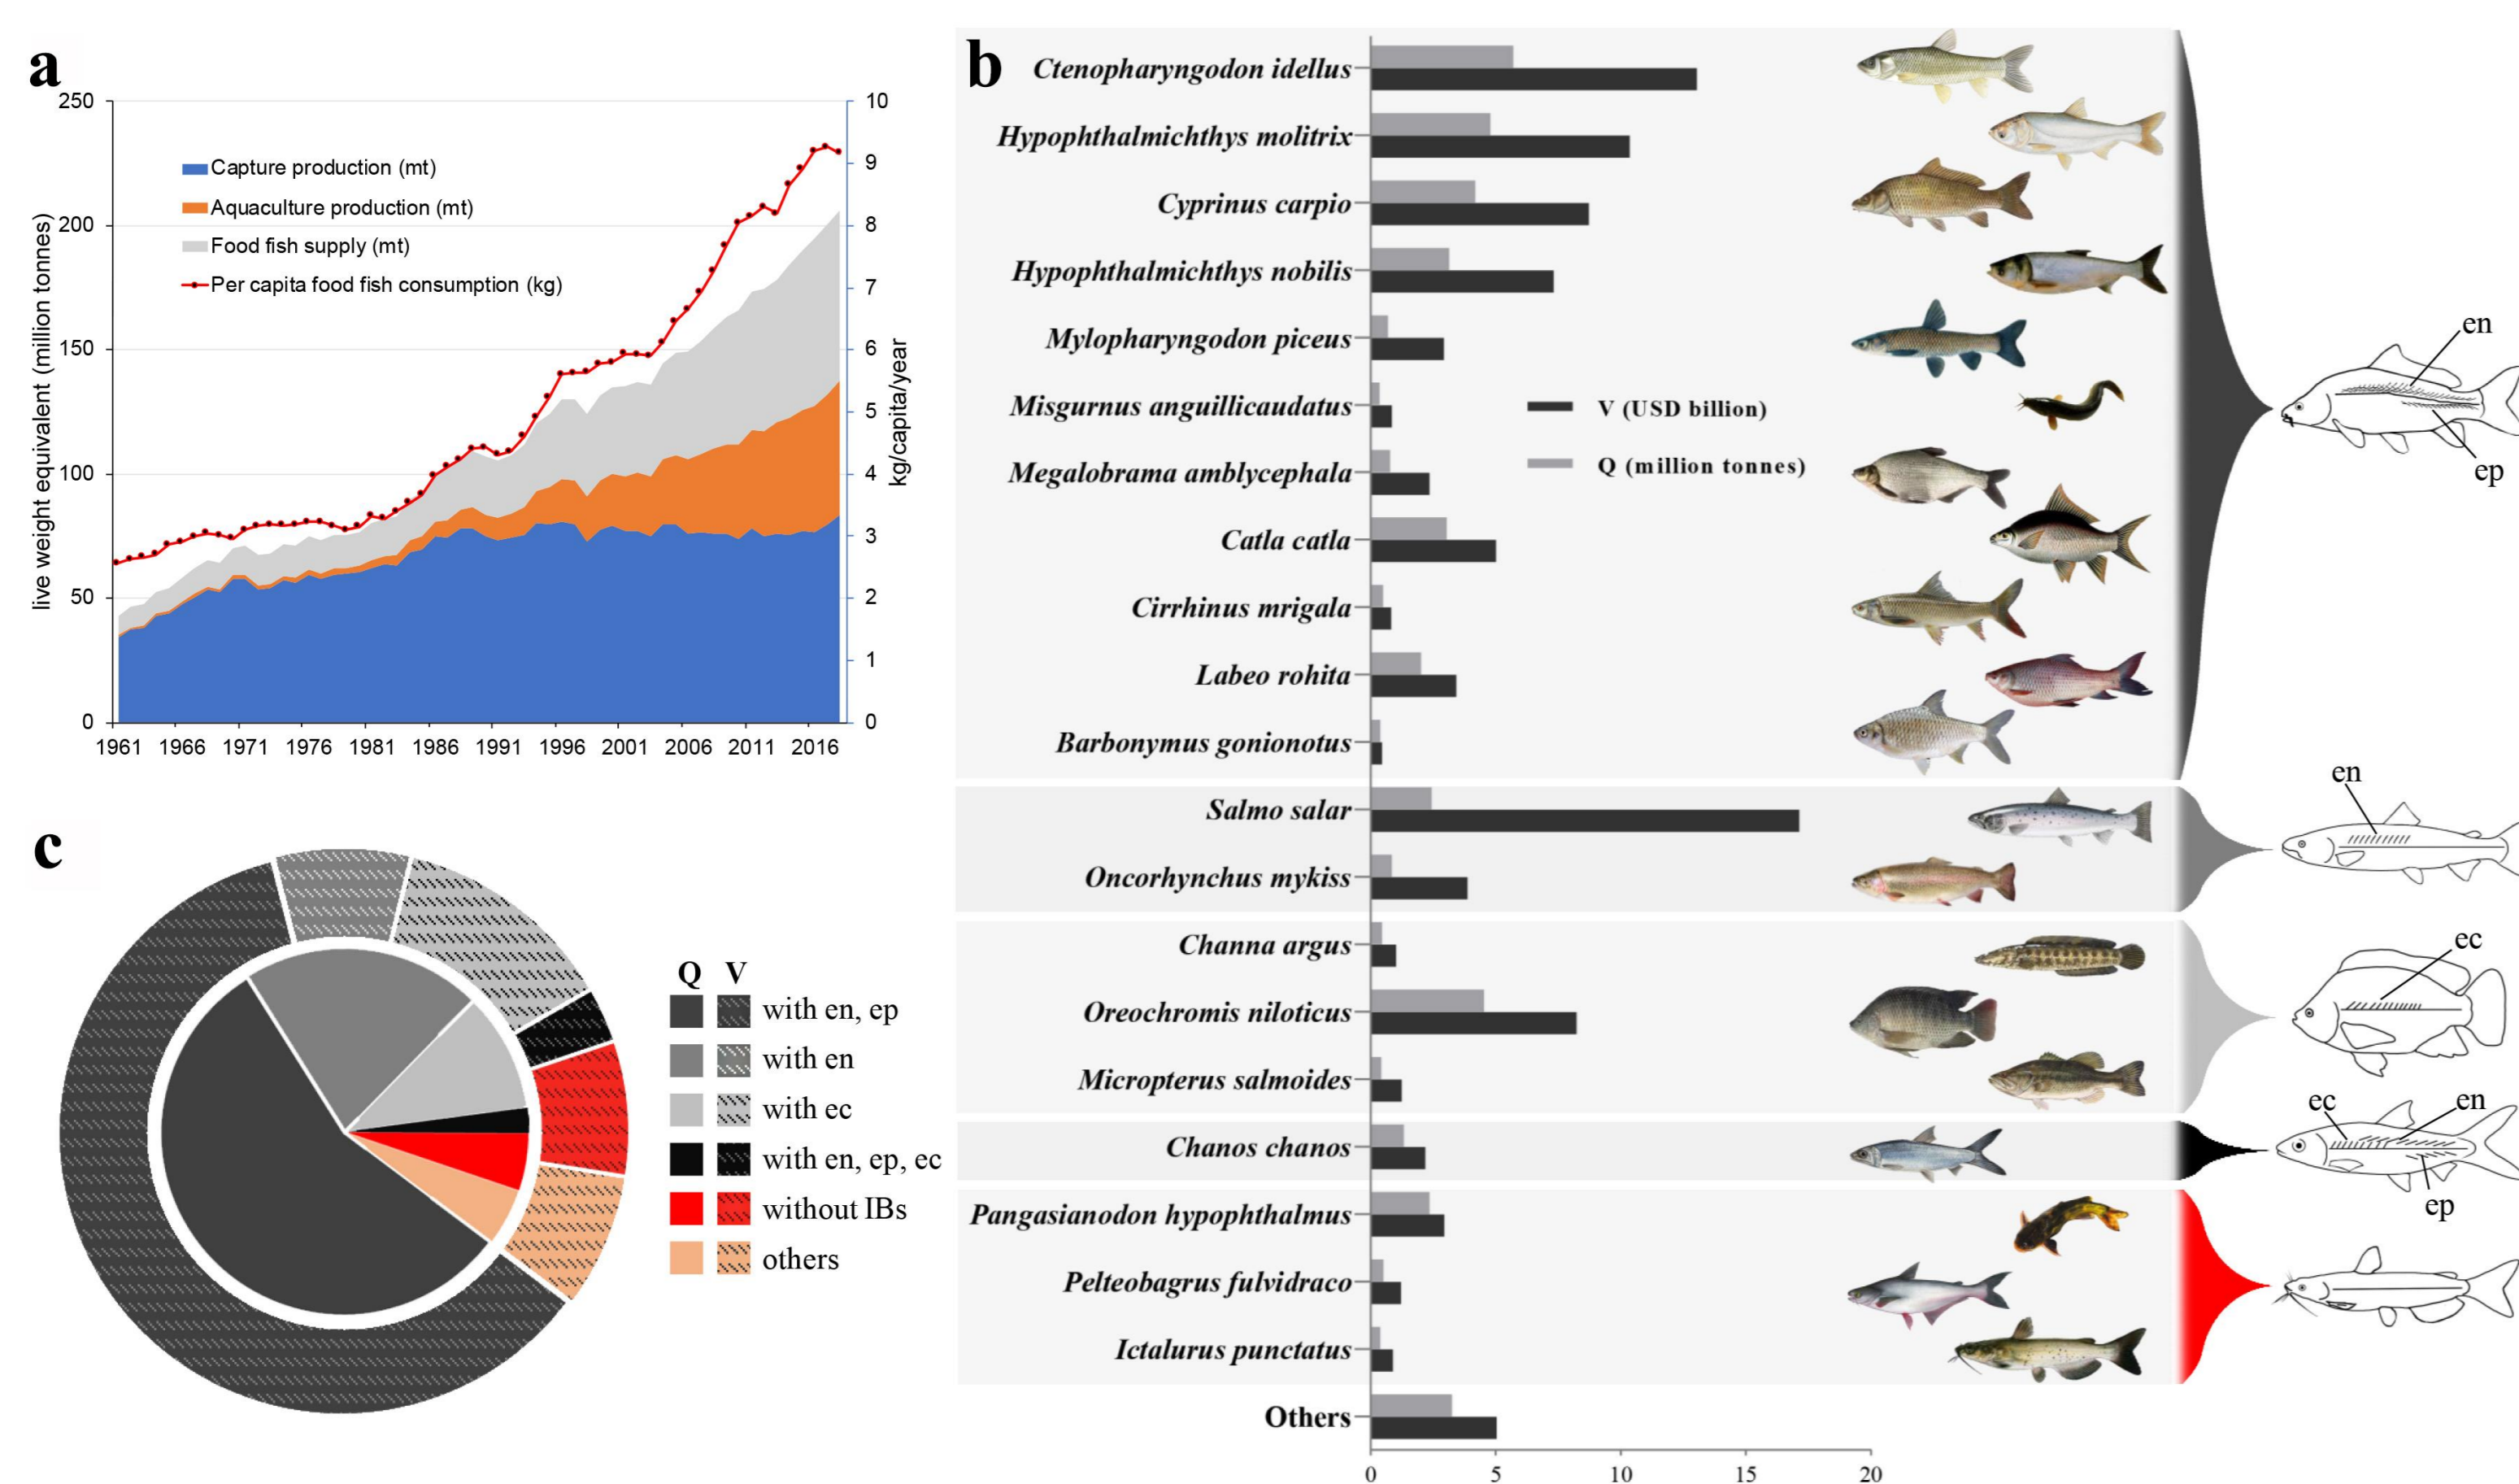 a
250
200
150
100
50
0
live weight equivalent (million tonnes)
Capture production (mt)
Aquaculture production (mt)
Food fish supply (mt)
Per capita food fish consumption (kg)
10
9
8
7
6
5
4
3
2
1
0
kg/capita/year
1961 1966 1971 1976 1981 1986 1991 1996 2001 2006 2011 2016
b
Ctenopharyngodon idellus
Hypophthalmichthys molitrix
Cyprinus carpio
Hypophthalmichthys nobilis
Mylopharyngodon piceus
Misgurnus anguillicaudatus
Megalobrama amblycephala
Catla catla
Cirrhinus mrigala
Labeo rohita
Barbonymus gonionotus
Salmo salar
Oncorhynchus mykiss
Channa argus
Oreochromis niloticus
Micropterus salmoides
Chanos chanos
Pangasianodon hypophthalmus
Pelteobagrus fulvidraco
Ictalurus punctatus
Others
0 5 10 15 20
V (USD billion)
Q (million tonnes)
en
ep
en
ec
ec en
ep
c
Q V
with en, ep
with en
with ec
with en, ep, ec
without IBs
others